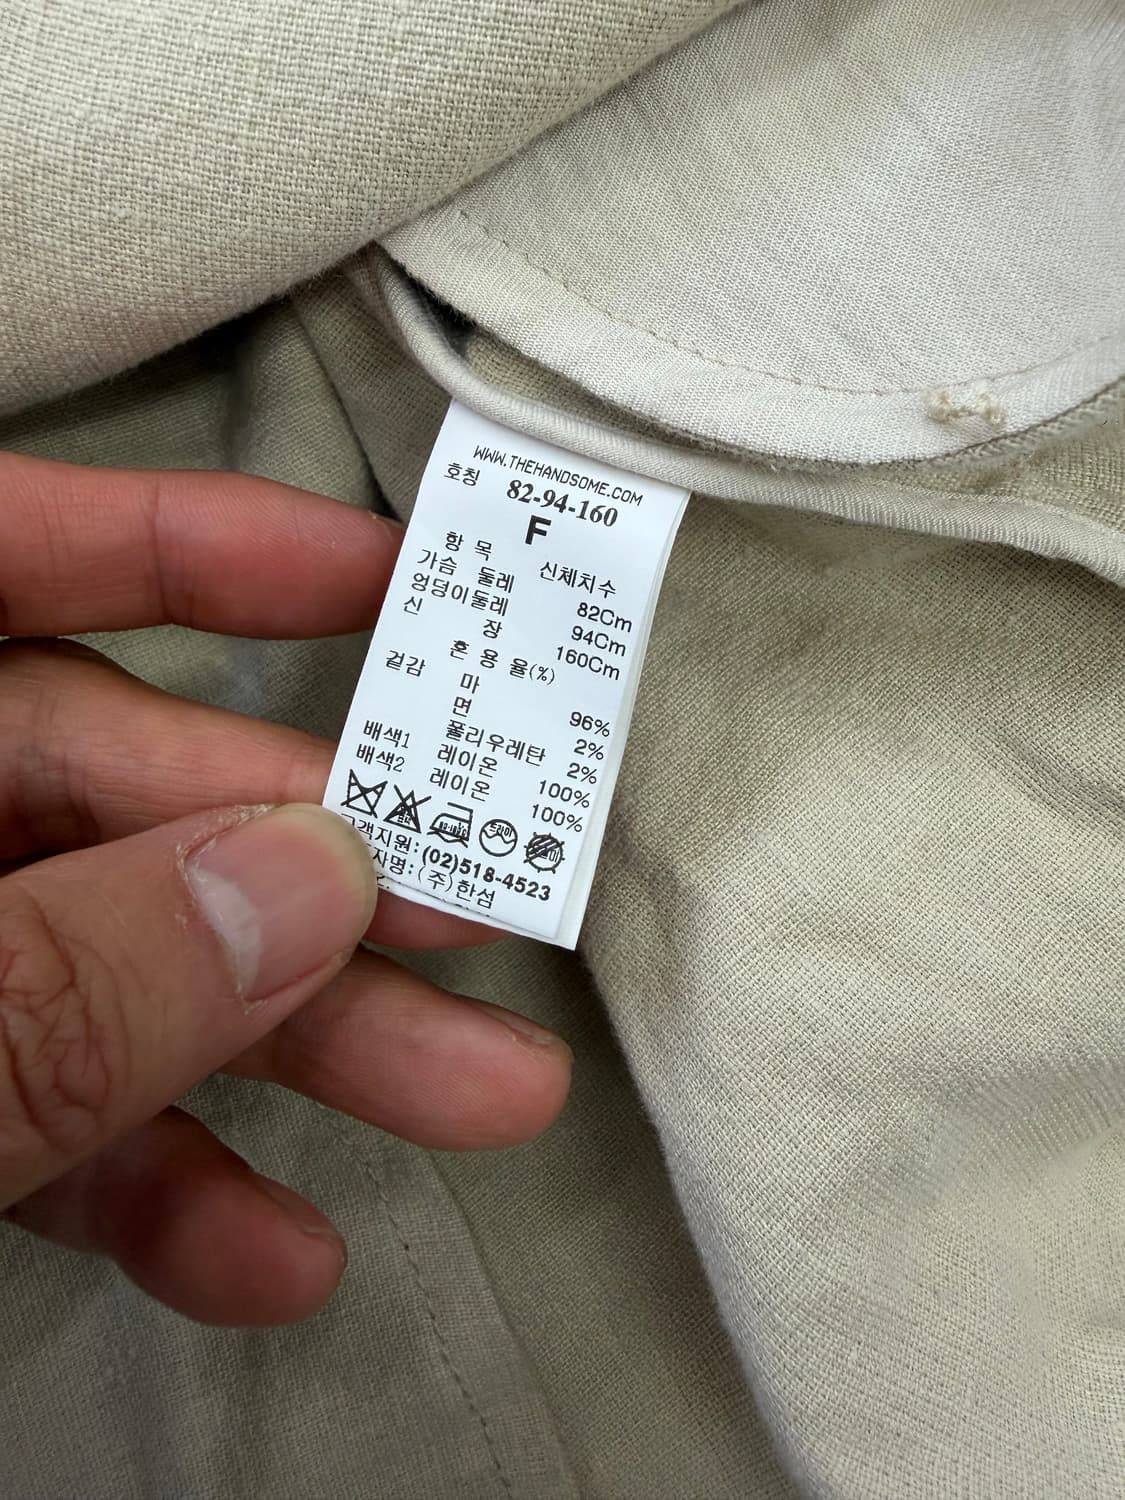 WWW.THEHANDSOME.COM
호칭 82-94-160
F
항 목 신체치수
가슴 둘레 82Cm
엉덩이둘레 94Cm
신 장 160Cm
혼 용 율(%)
겉감 마 96%
면 2%
폴리우레탄 2%
배색1 레이온 100%
배색2 레이온 100%
드라이
고객지원:(02)518-4523
자명:(주)한섬